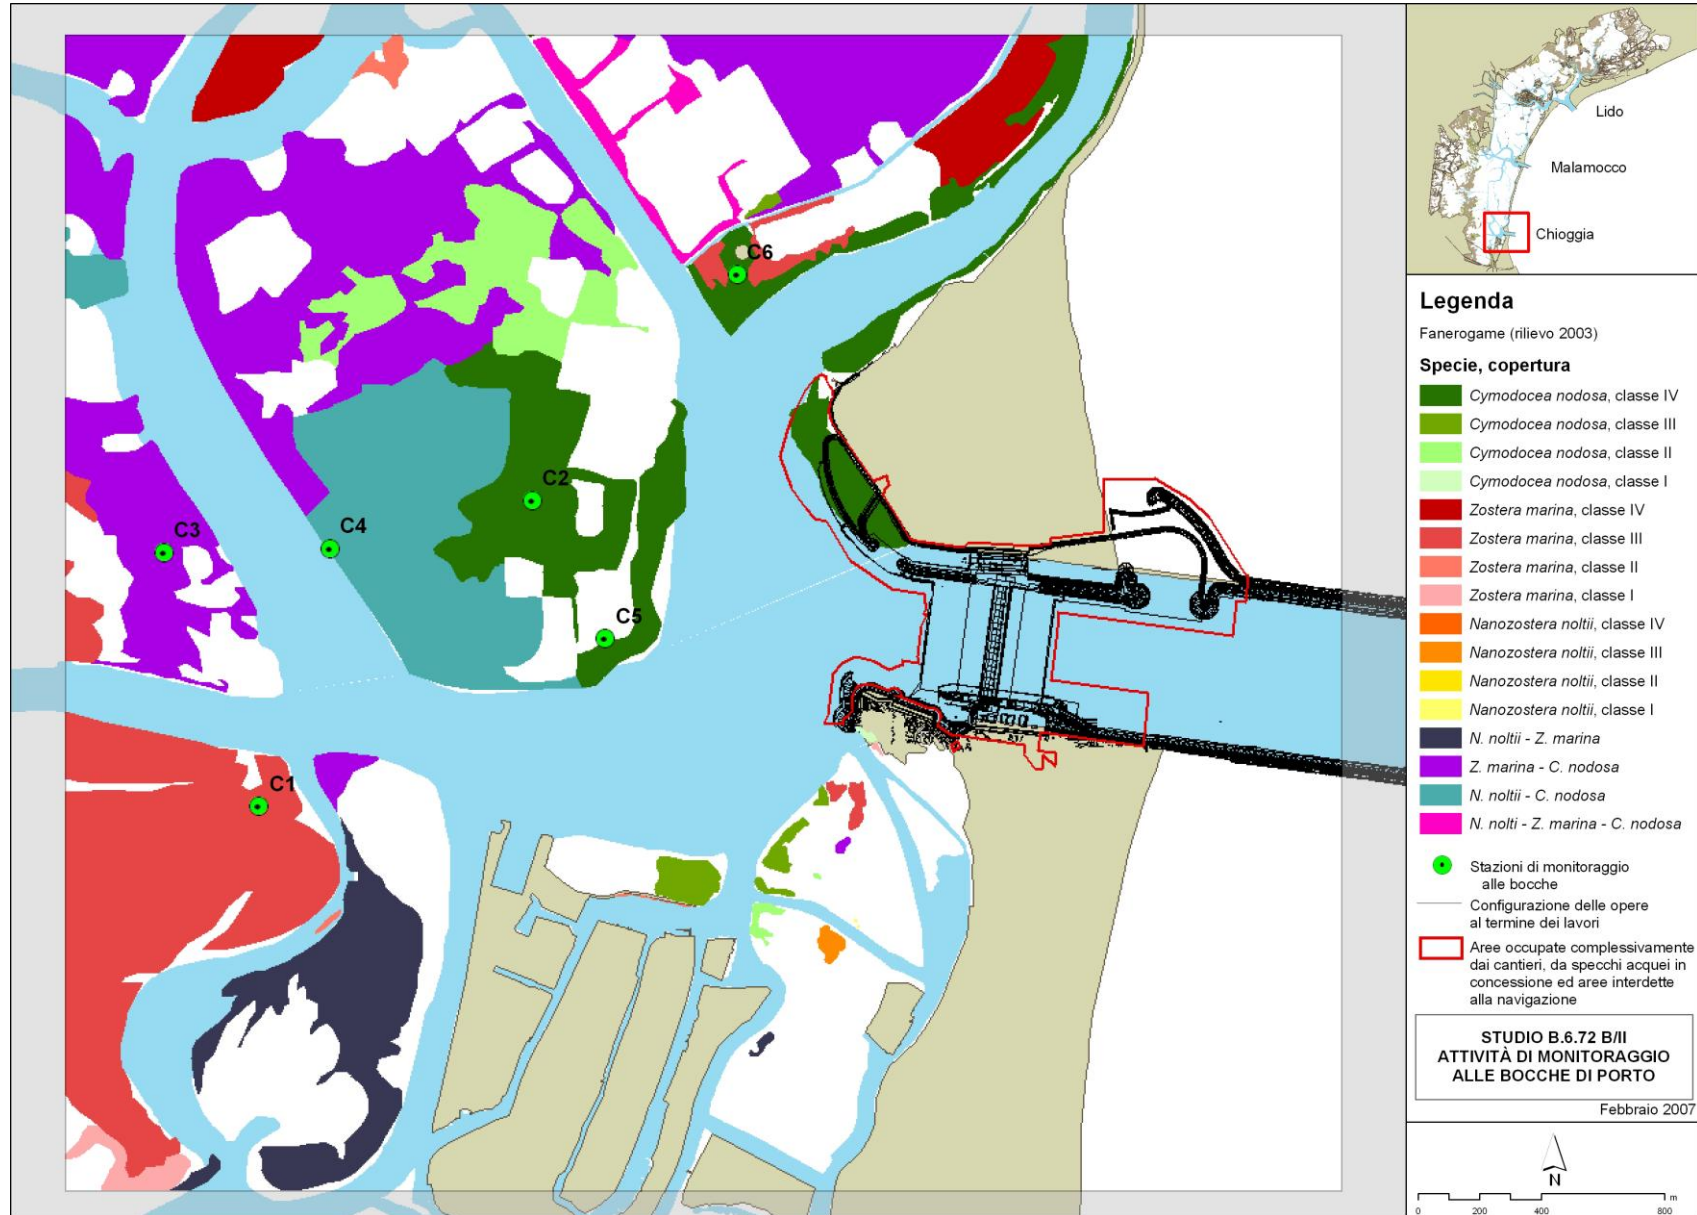 C6
C2
C3
C4
C5
C1
Lido
Malamocco
Chioggia
Legenda
Fanerogame (rilievo 2003)
Specie, copertura
Cymodocea nodosa, classe IV
Cymodocea nodosa, classe III
Cymodocea nodosa, classe II
Cymodocea nodosa, classe I
Zostera marina, classe IV
Zostera marina, classe III
Zostera marina, classe II
Zostera marina, classe I
Nanozostera noltii, classe IV
Nanozostera noltii, classe III
Nanozostera noltii, classe II
Nanozostera noltii, classe I
N. noltii - Z. marina
Z. marina - C. nodosa
N. noltii - C. nodosa
N. nolti - Z. marina - C. nodosa
Stazioni di monitoraggio
alle bocche
Configurazione delle opere
al termine dei lavori
Aree occupate complessivamente
dai cantieri, da specchi acquei in
concessione ed aree interdette
alla navigazione
STUDIO B.6.72 B/II
ATTIVITÀ DI MONITORAGGIO
ALLE BOCCHE DI PORTO
Febbraio 2007
N
m
0 200 400 800